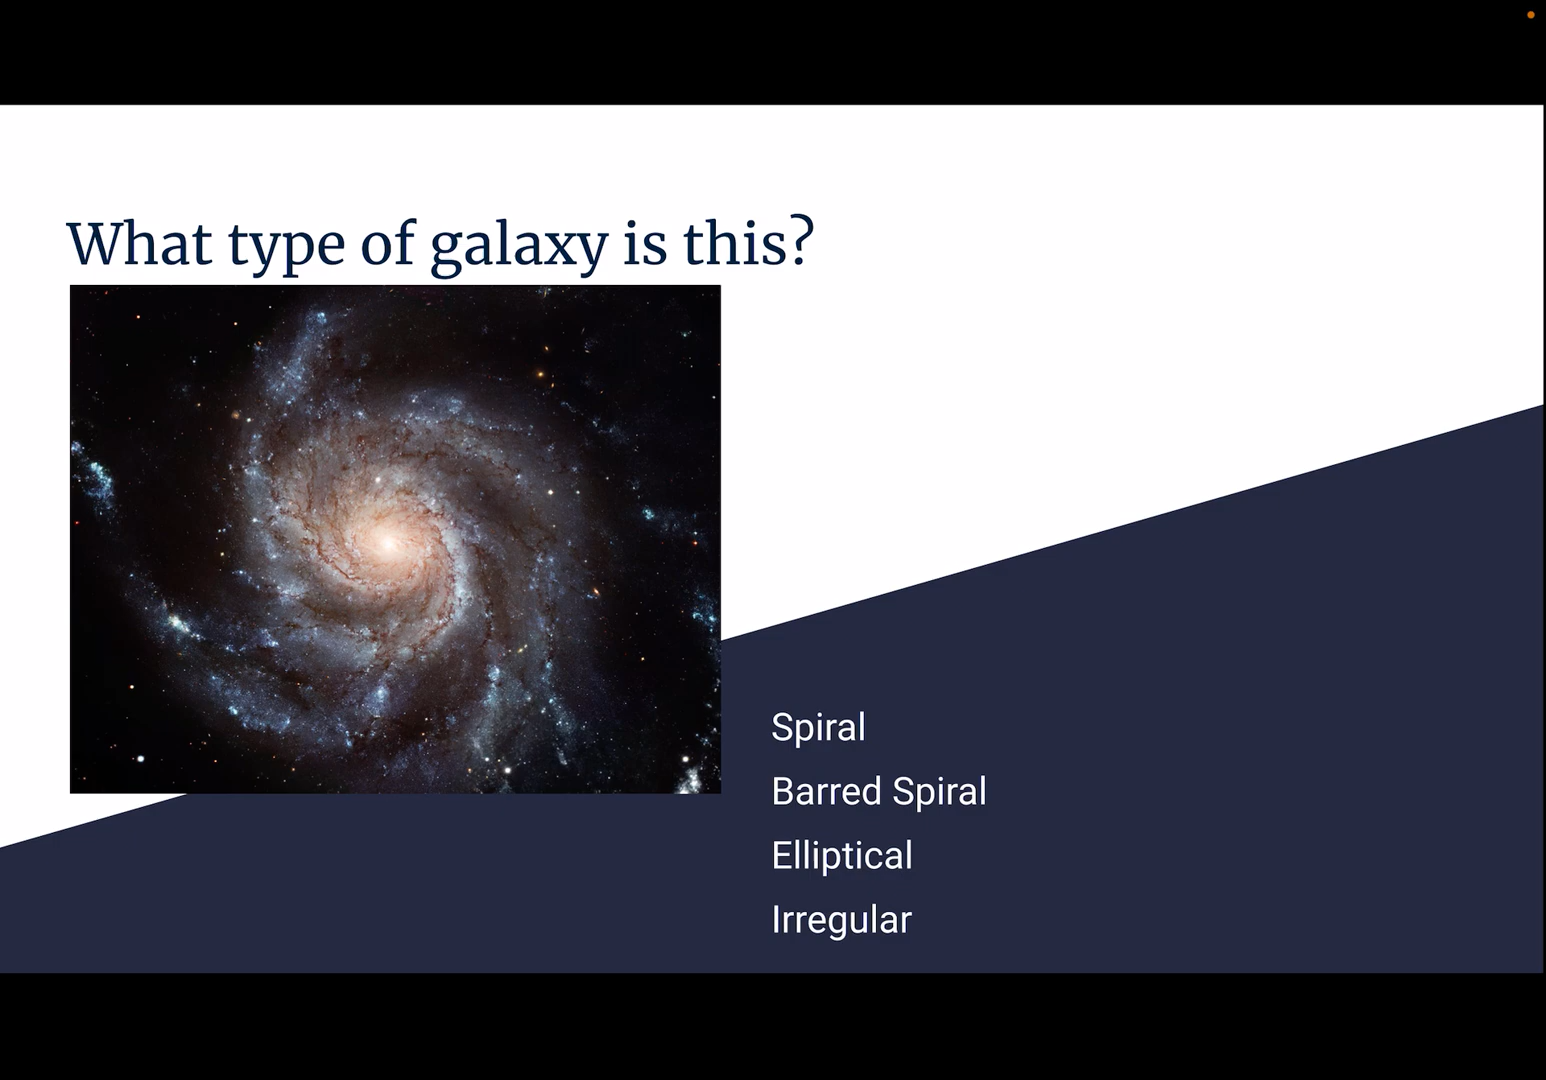 What type of galaxy is this?
Spiral
Barred Spiral
Elliptical
Irregular